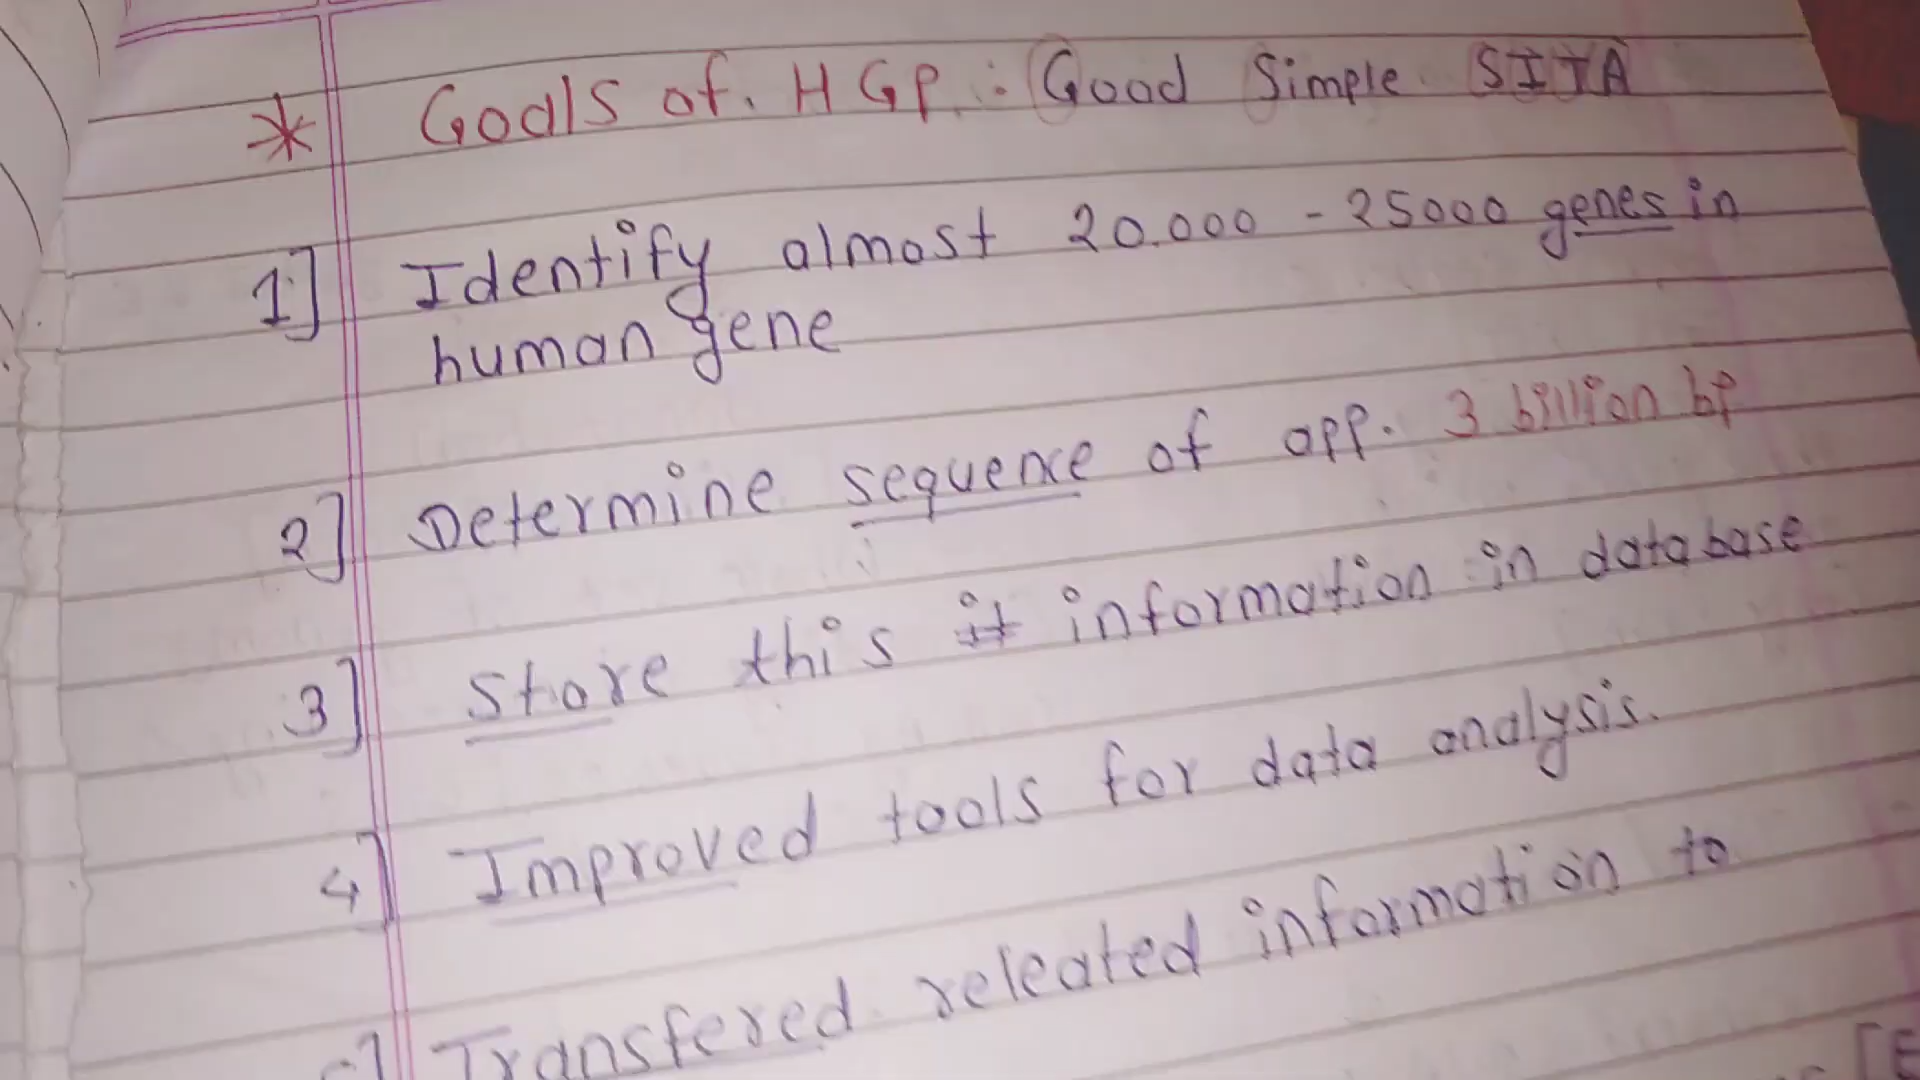 * Goals of. HGP : Good Simple SITA
1] Identify almost 20.000 - 25000 genes in
human gene
2] Determine sequence of app. 3 billion bp
3] Store this it information in database
4] Improved tools for data analysis.
Transfered releated information to